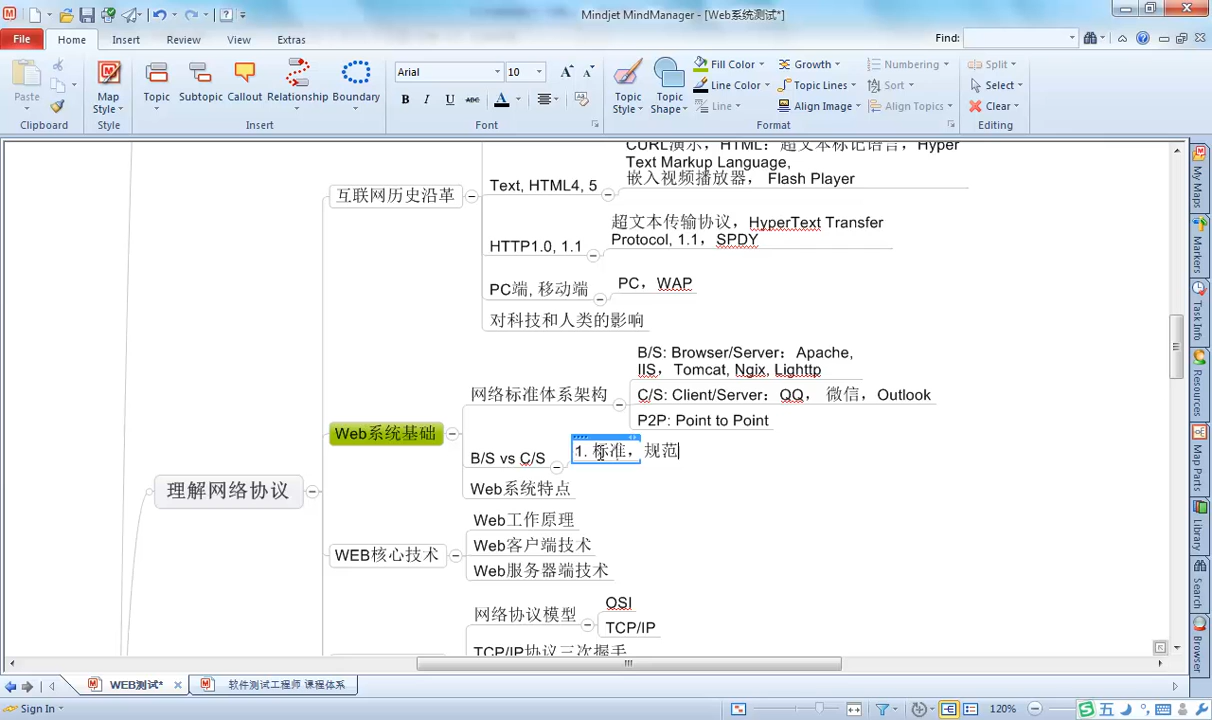 Mindjet MindManager - [Web系统测试*]
File Home Insert Review View Extras Find:
Paste Map Style Topic Subtopic Callout Relationship Boundary Arial 10 Topic Style Topic Shape Fill Color Line Color Line Growth Topic Lines Align Image Numbering Sort Align Topics Split Select Clear
B I U abc A
Clipboard Style Insert Font Format Editing
CURL演示，HTML：超文本标记语言，Hyper
Text Markup Language,
嵌入视频播放器， Flash Player
Text, HTML4, 5
互联网历史沿革
超文本传输协议，HyperText Transfer
Protocol, 1.1，SPDY
HTTP1.0, 1.1
PC端, 移动端
PC，WAP
对科技和人类的影响
B/S: Browser/Server：Apache,
IIS，Tomcat, Ngix, Lighttp
网络标准体系架构
C/S: Client/Server：QQ， 微信，Outlook
P2P: Point to Point
Web系统基础
B/S vs C/S
1. 标准，规范
Web系统特点
理解网络协议
Web工作原理
WEB核心技术
Web客户端技术
Web服务器端技术
网络协议模型
OSI
TCP/IP
TCP/IP协议三次握手
My Maps
Markers
Task Info
Resources
Map Parts
Library
Search
Browser
WEB测试* 软件测试工程师 课程体系
Sign In 120% 五